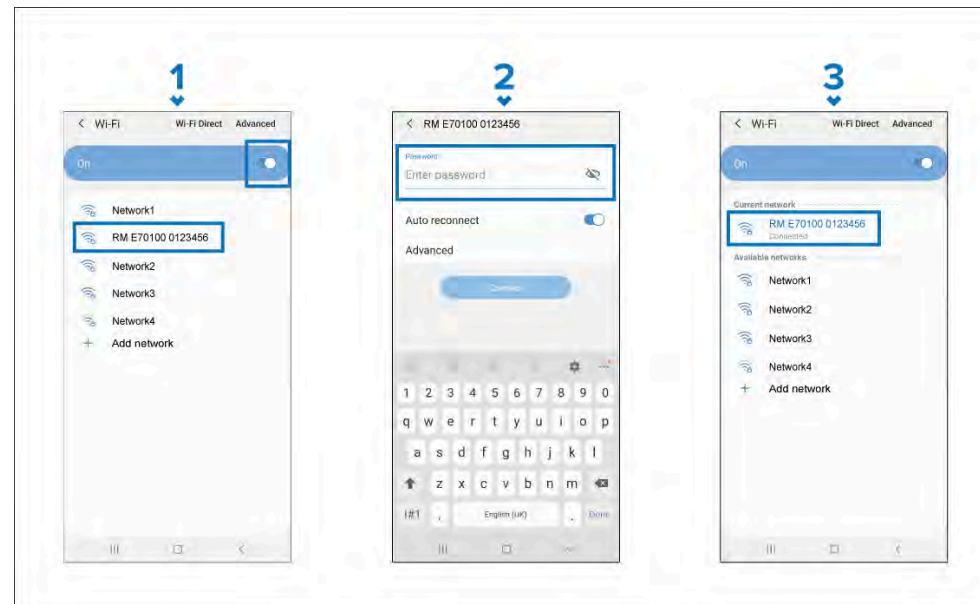 1
< Wi-Fi Wi-Fi Direct Advanced
On
Network1
RM E70100 0123456
Network2
Network3
Network4
+ Add network
2
< RM E70100 0123456
Password
Enter password
Auto reconnect
Advanced
Connect
1 2 3 4 5 6 7 8 9 0
q w e r t y u i o p
a s d f g h j k l
z x c v b n m
!#1 , English (UK) . Done
3
< Wi-Fi Wi-Fi Direct Advanced
On
Current network
RM E70100 0123456
Connected
Available networks
Network1
Network2
Network3
Network4
+ Add network